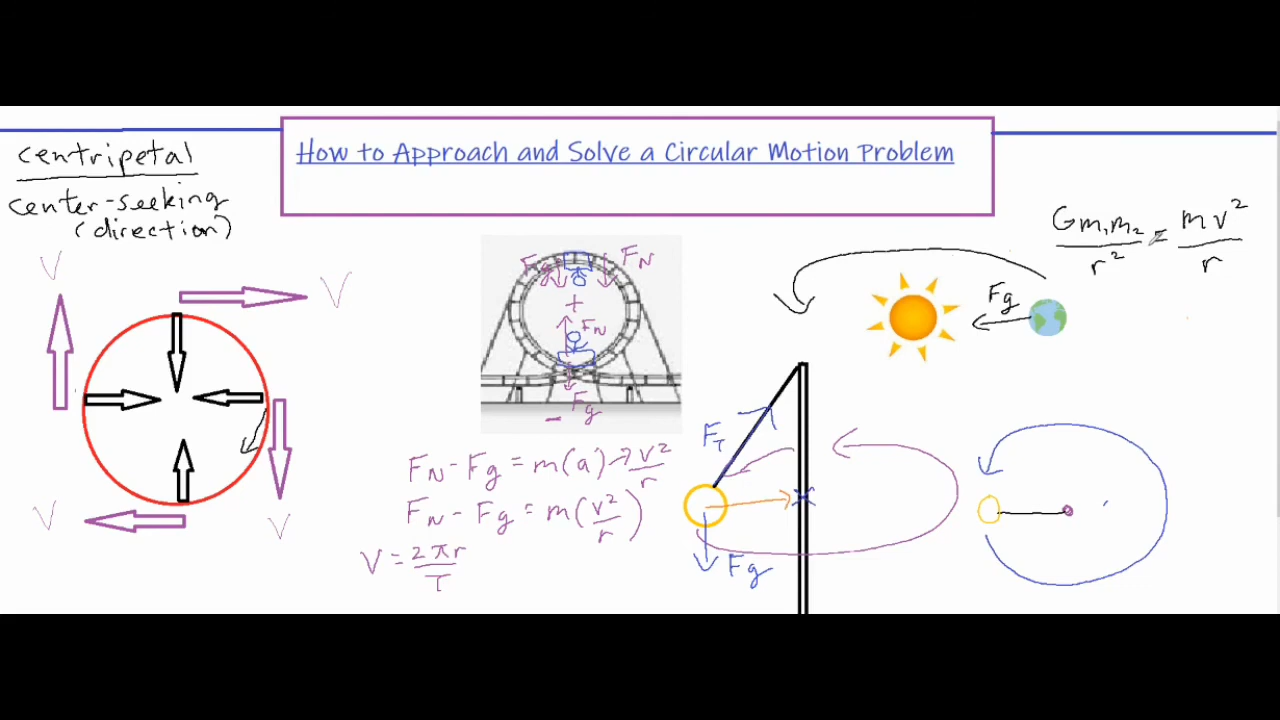 How to Approach and Solve a Circular Motion Problem
centripetal
center-seeking
(direction)
V
V
V
V
Fg
FN
+
FN
Fg
-
FN - Fg = m(a) → v²/r
FN - Fg = m(v²/r)
V = 2πr/T
Gm₁m₂/r² = mv²/r
Fg
FT
Fg